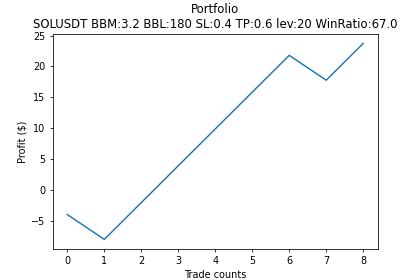 Portfolio
SOLUSDT BBM:3.2 BBL:180 SL:0.4 TP:0.6 lev:20 WinRatio:67.0
25
20
15
10
5
0
−5
Profit ($)
0 1 2 3 4 5 6 7 8
Trade counts